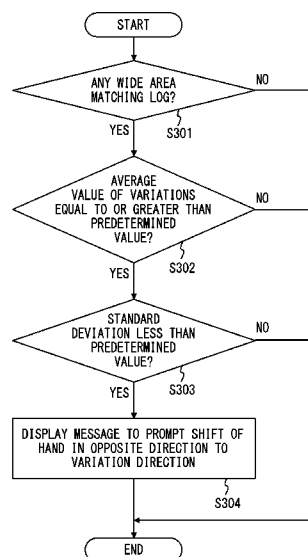 START
ANY WIDE AREA
MATCHING LOG?
NO
YES
S301
AVERAGE
VALUE OF VARIATIONS
EQUAL TO OR GREATER THAN
PREDETERMINED
VALUE?
NO
YES
S302
STANDARD
DEVIATION LESS THAN
PREDETERMINED
VALUE?
NO
YES
S303
DISPLAY MESSAGE TO PROMPT SHIFT OF
HAND IN OPPOSITE DIRECTION TO
VARIATION DIRECTION
S304
END